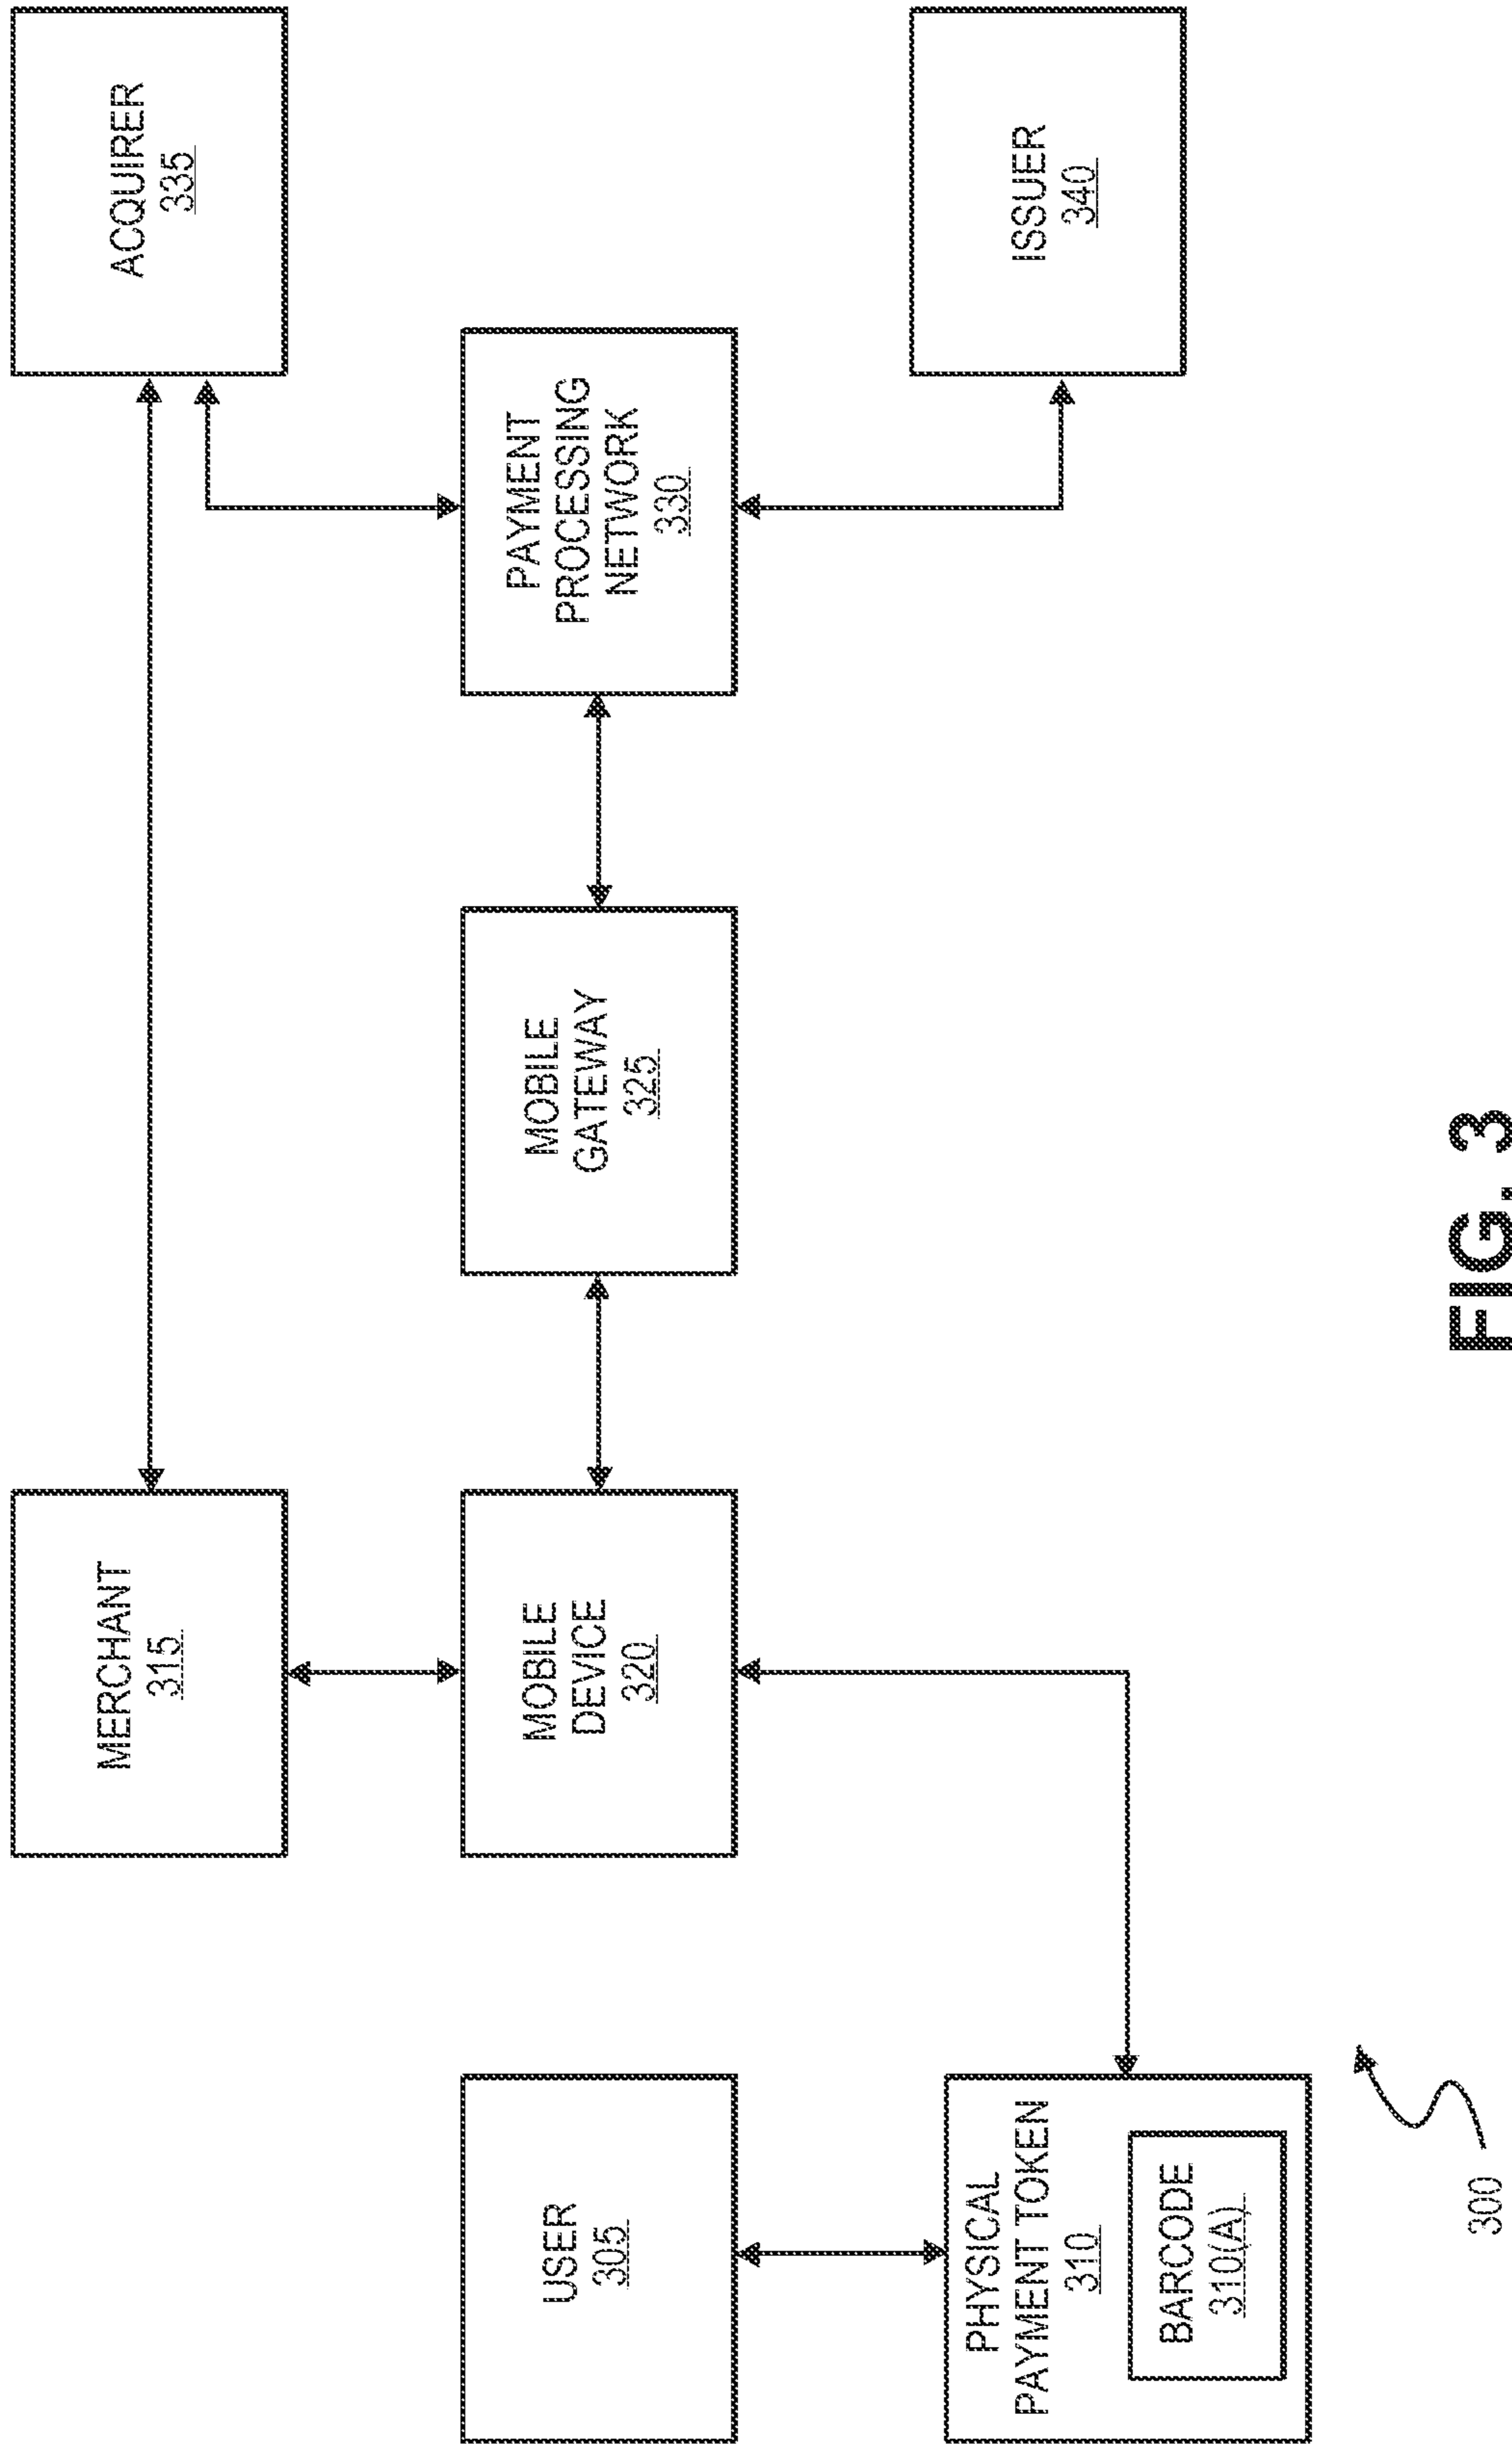 MERCHANT
315
ACQUIRER
335
USER
305
MOBILE
DEVICE
320
MOBILE
GATEWAY
325
PAYMENT
PROCESSING
NETWORK
330
PHYSICAL
PAYMENT TOKEN
310
BARCODE
310(A)
ISSUER
340
300
FIG. 3